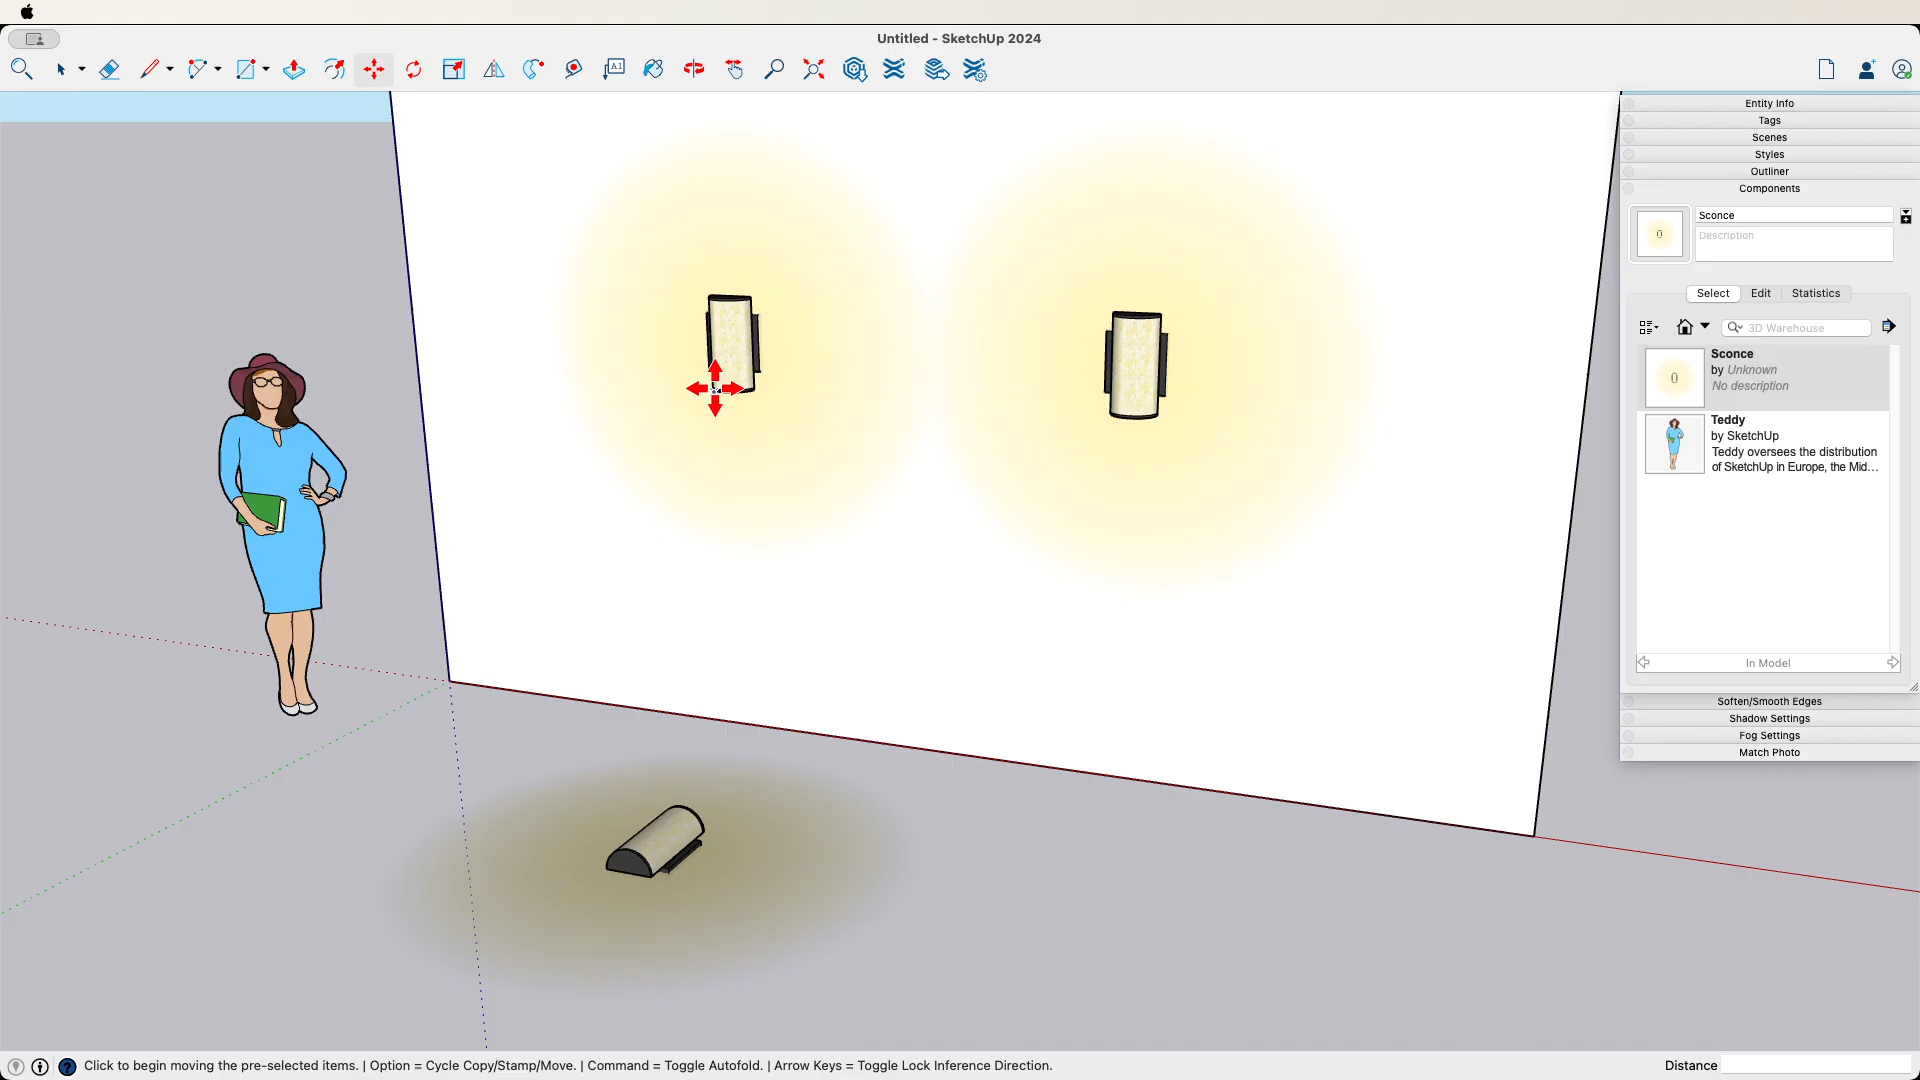 Untitled - SketchUp 2024
A1
Entity Info
Tags
Scenes
Styles
Outliner
Components
Sconce
Description
Select Edit Statistics
3D Warehouse
Sconce
by Unknown
No description
Teddy
by SketchUp
Teddy oversees the distribution
of SketchUp in Europe, the Mid...
In Model
Soften/Smooth Edges
Shadow Settings
Fog Settings
Match Photo
Click to begin moving the pre-selected items. | Option = Cycle Copy/Stamp/Move. | Command = Toggle Autofold. | Arrow Keys = Toggle Lock Inference Direction.
Distance